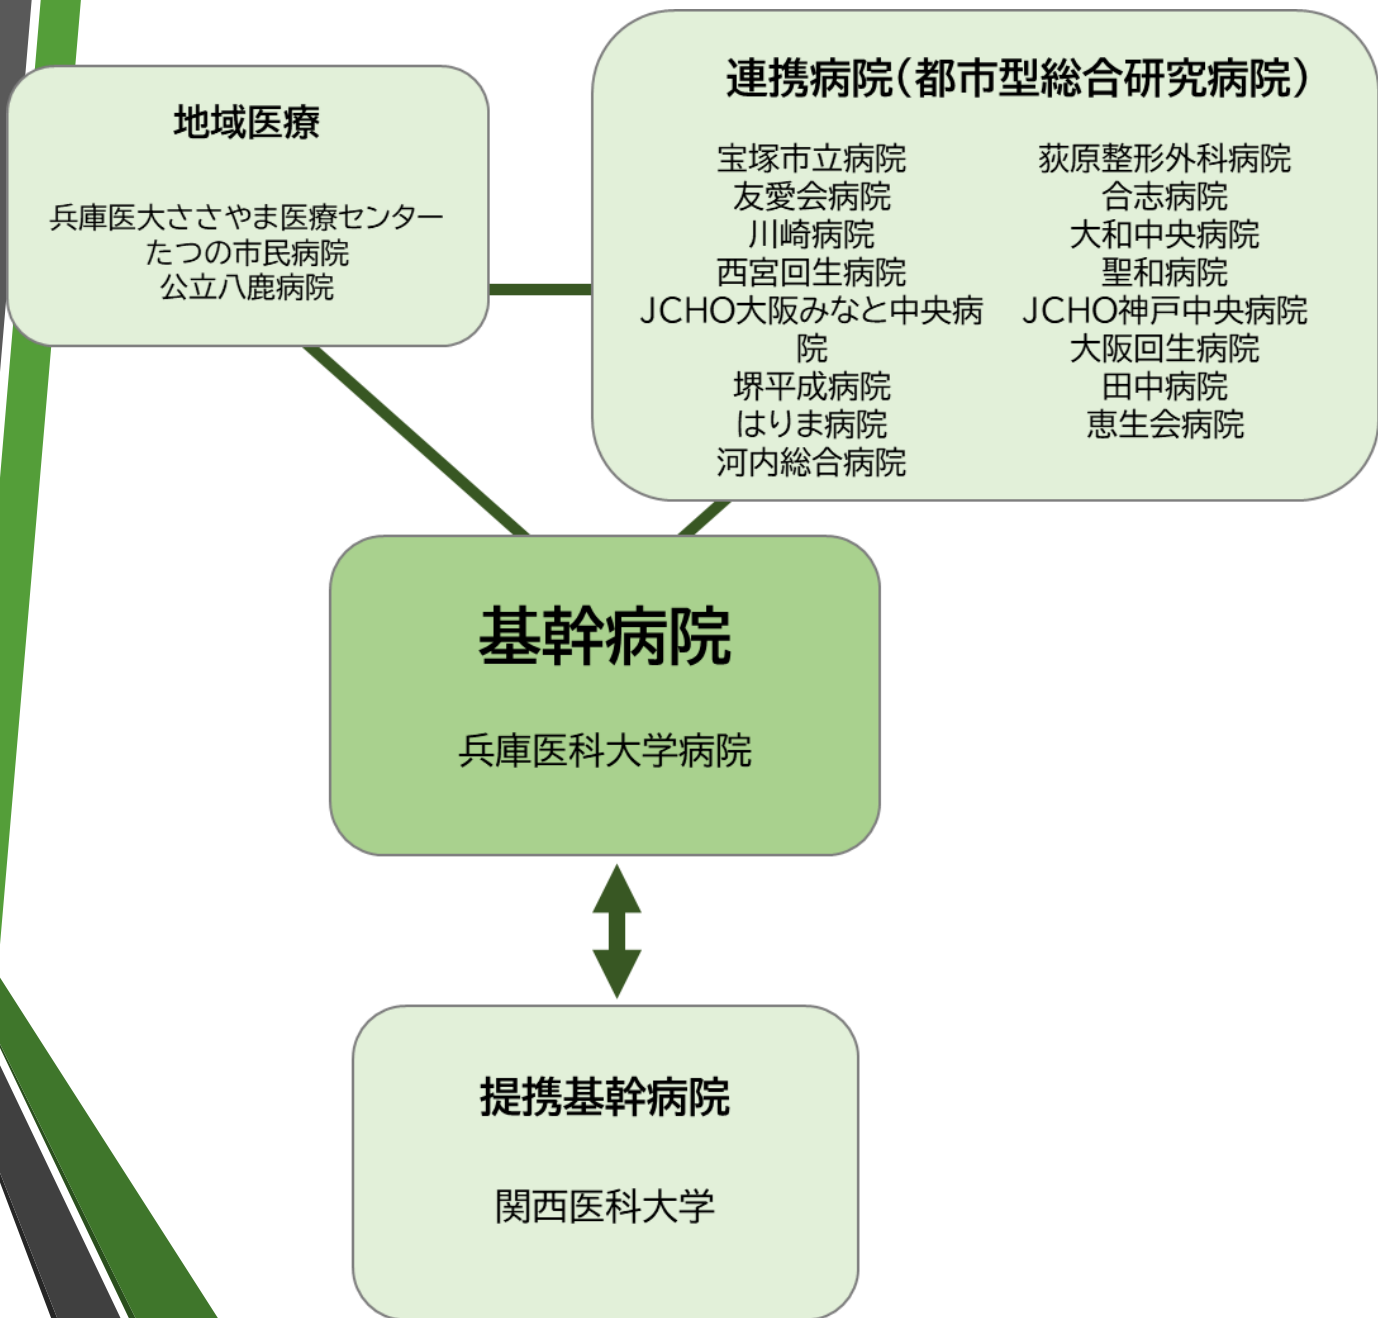 地域医療
兵庫医大ささやま医療センター
たつの市民病院
公立八鹿病院
連携病院（都市型総合研究病院）
宝塚市立病院
友愛会病院
川崎病院
西宮回生病院
JCHO大阪みなと中央病
院
堺平成病院
はりま病院
河内総合病院
荻原整形外科病院
合志病院
大和中央病院
聖和病院
JCHO神戸中央病院
大阪回生病院
田中病院
恵生会病院
基幹病院
兵庫医科大学病院
提携基幹病院
関西医科大学